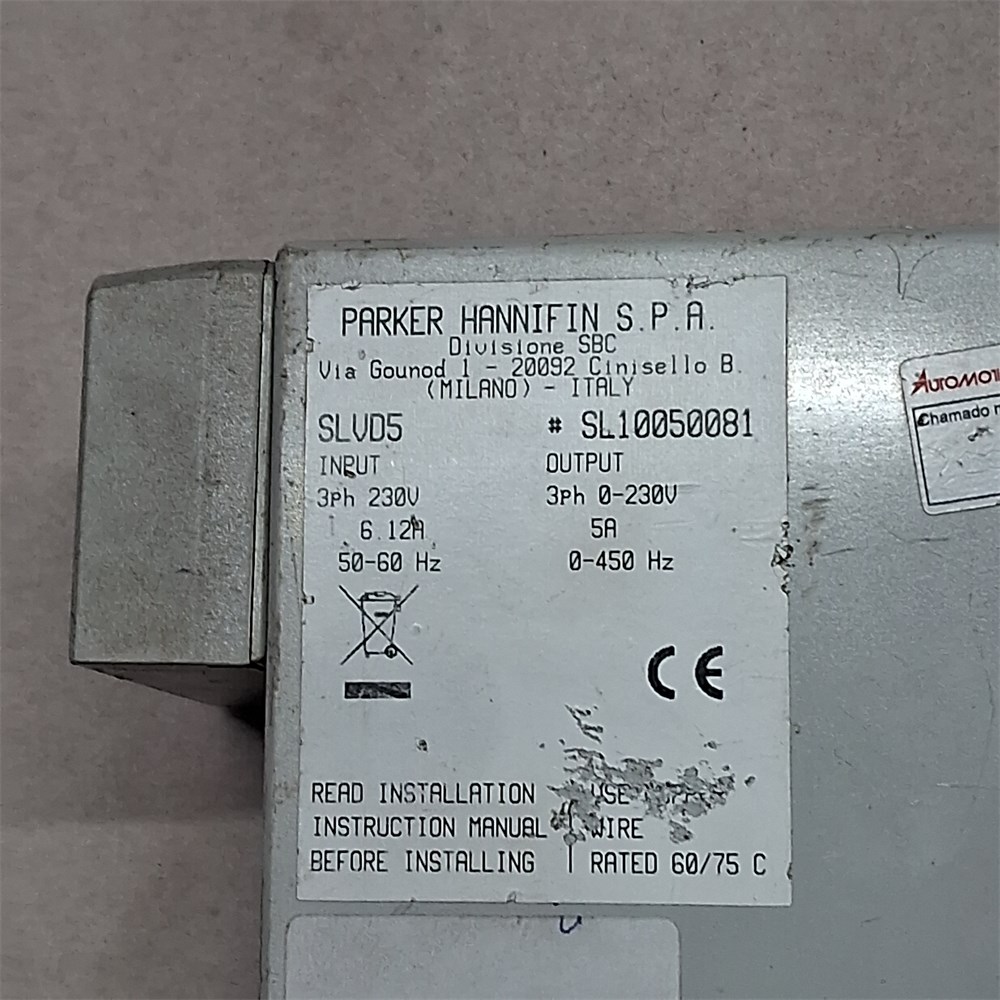 PARKER HANNIFIN S.P.A.
Divisione SBC
Via Gounod 1 - 20092 Cinisello B.
(MILANO) - ITALY
SLVD5 # SL10050081
INPUT OUTPUT
3Ph 230V 3Ph 0-230V
6.12A 5A
50-60 Hz 0-450 Hz
CE
READ INSTALLATION USE
INSTRUCTION MANUAL WIRE
BEFORE INSTALLING RATED 60/75 C
Chamado